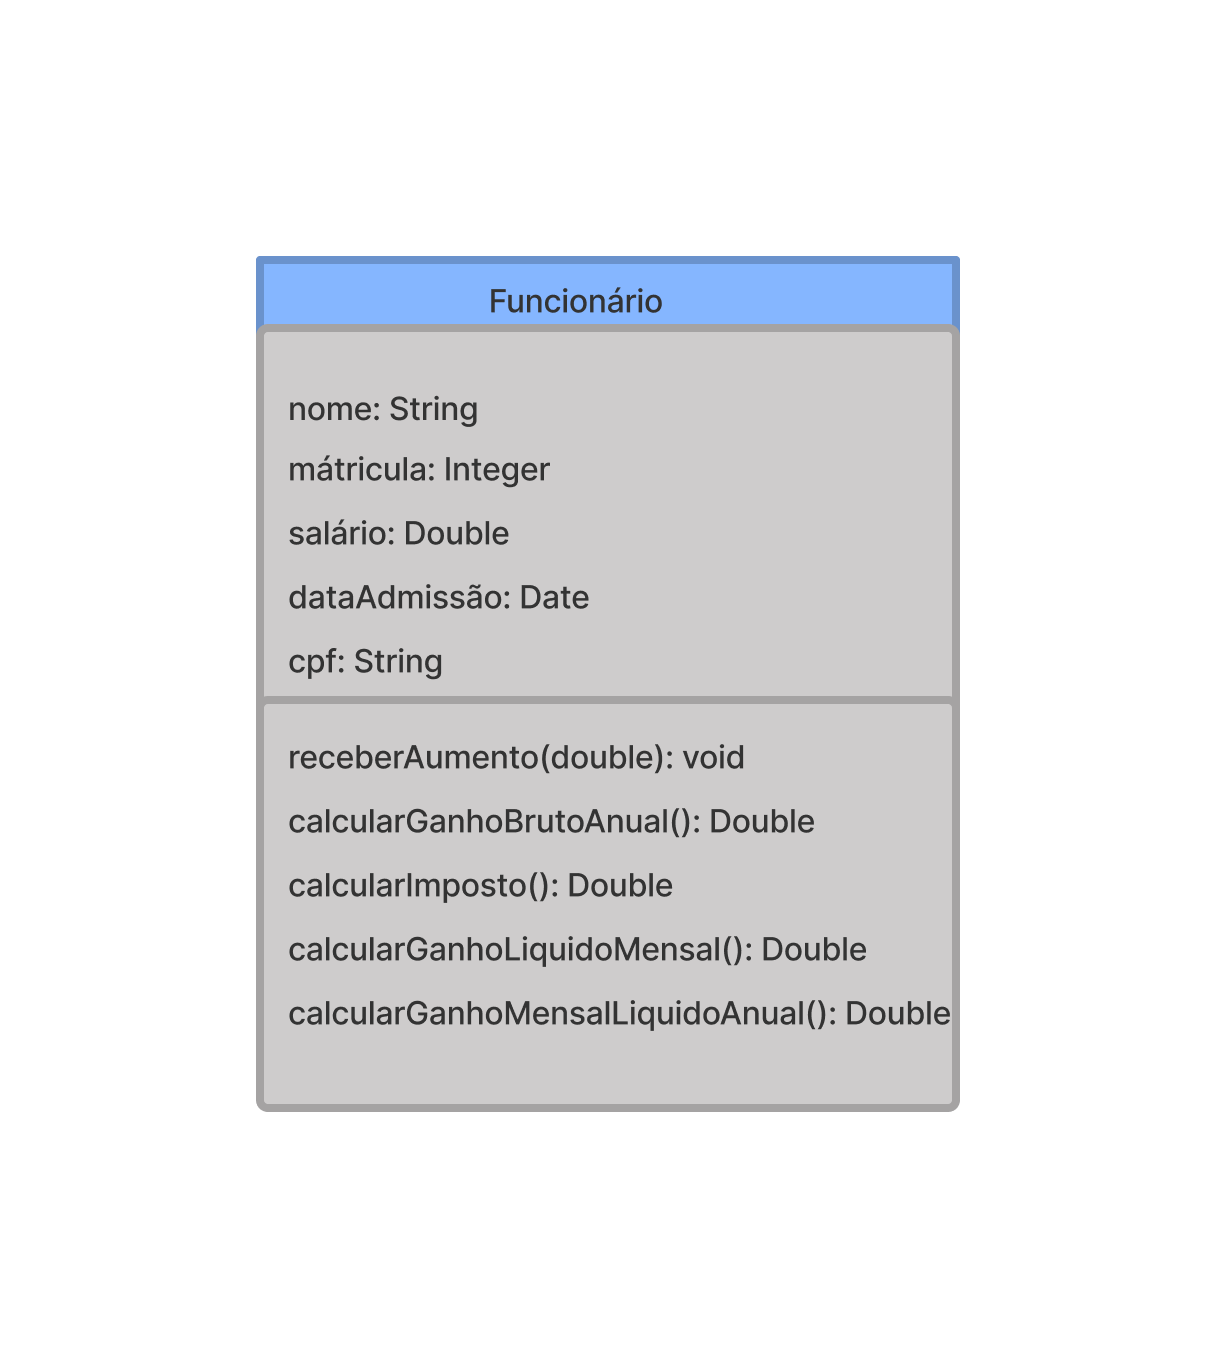 Funcionário
nome: String
mátricula: Integer
salário: Double
dataAdmissão: Date
cpf: String
receberAumento(double): void
calcularGanhoBrutoAnual(): Double
calcularImposto(): Double
calcularGanhoLiquidoMensal(): Double
calcularGanhoMensalLiquidoAnual(): Double